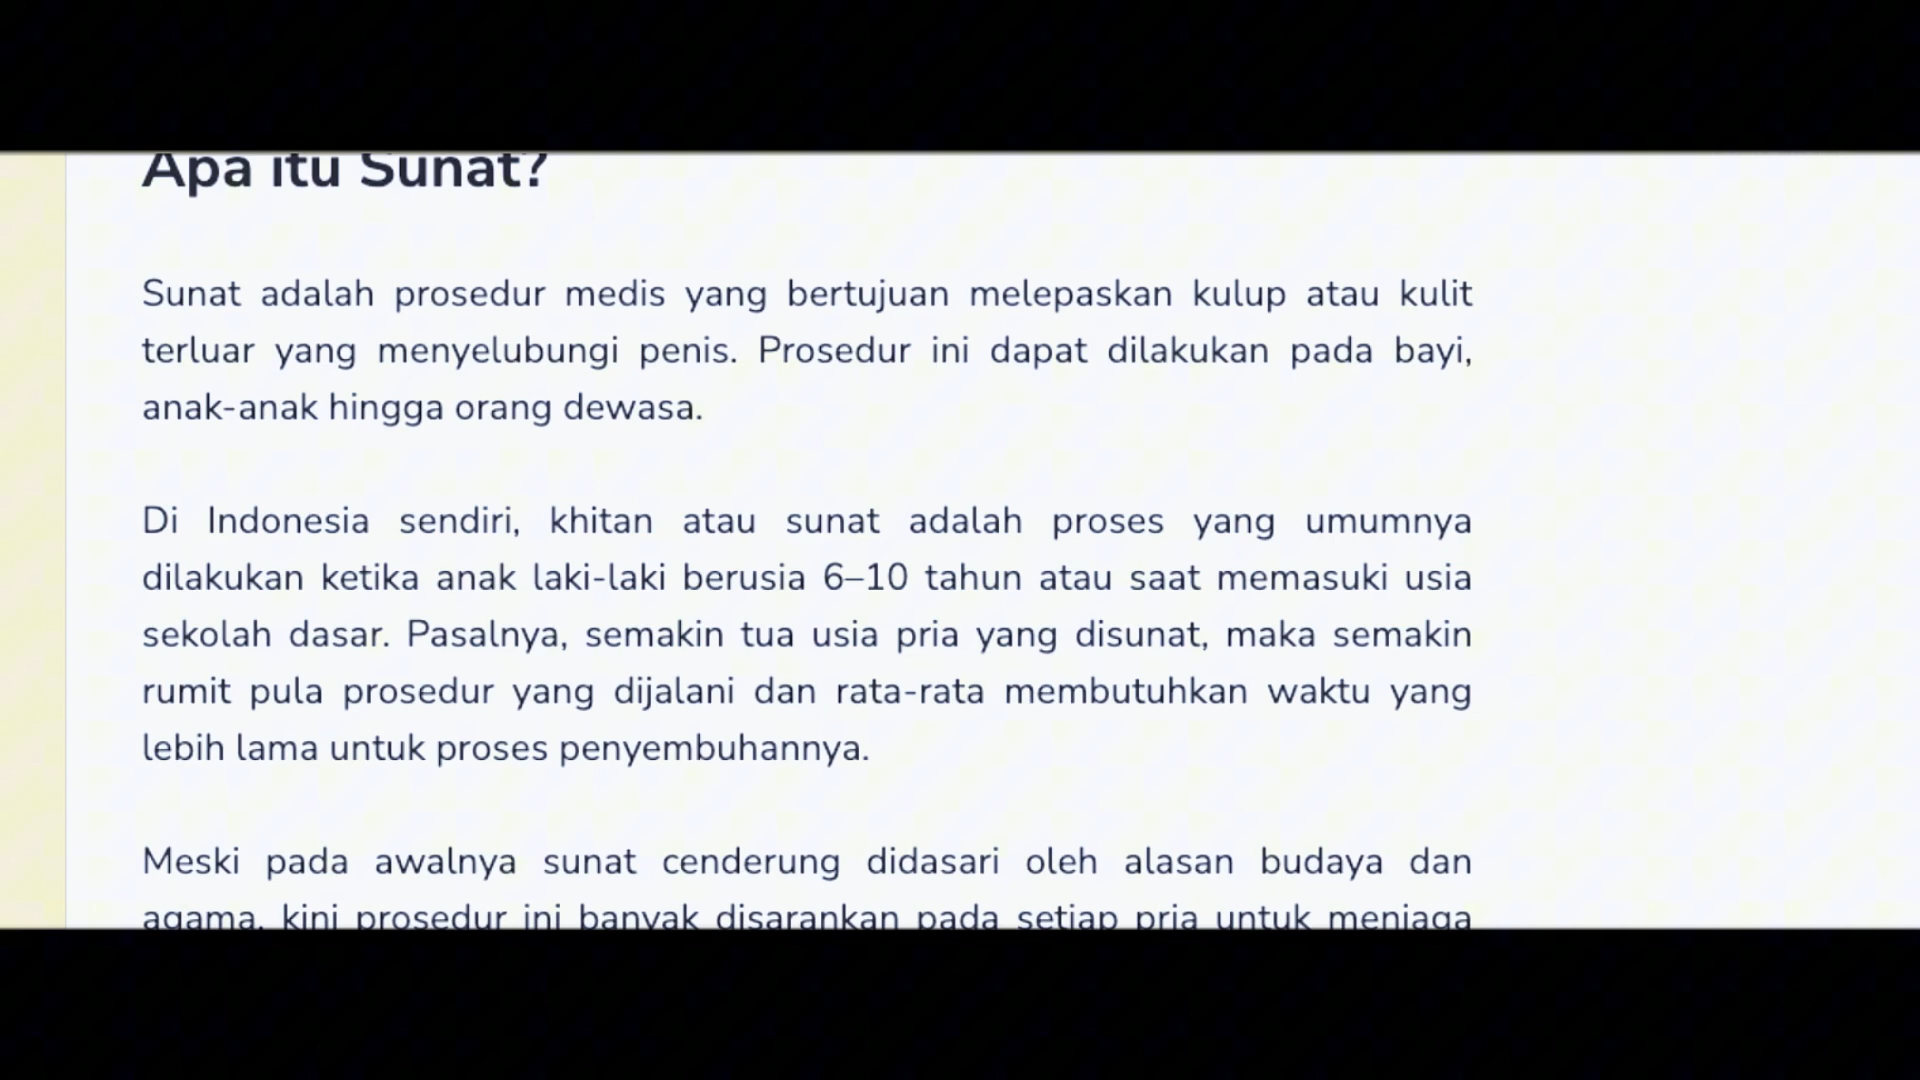 Apa itu Sunat?
Sunat adalah prosedur medis yang bertujuan melepaskan kulup atau kulit
terluar yang menyelubungi penis. Prosedur ini dapat dilakukan pada bayi,
anak-anak hingga orang dewasa.
Di Indonesia sendiri, khitan atau sunat adalah proses yang umumnya
dilakukan ketika anak laki-laki berusia 6–10 tahun atau saat memasuki usia
sekolah dasar. Pasalnya, semakin tua usia pria yang disunat, maka semakin
rumit pula prosedur yang dijalani dan rata-rata membutuhkan waktu yang
lebih lama untuk proses penyembuhannya.
Meski pada awalnya sunat cenderung didasari oleh alasan budaya dan
agama, kini prosedur ini banyak disarankan pada setiap pria untuk menjaga